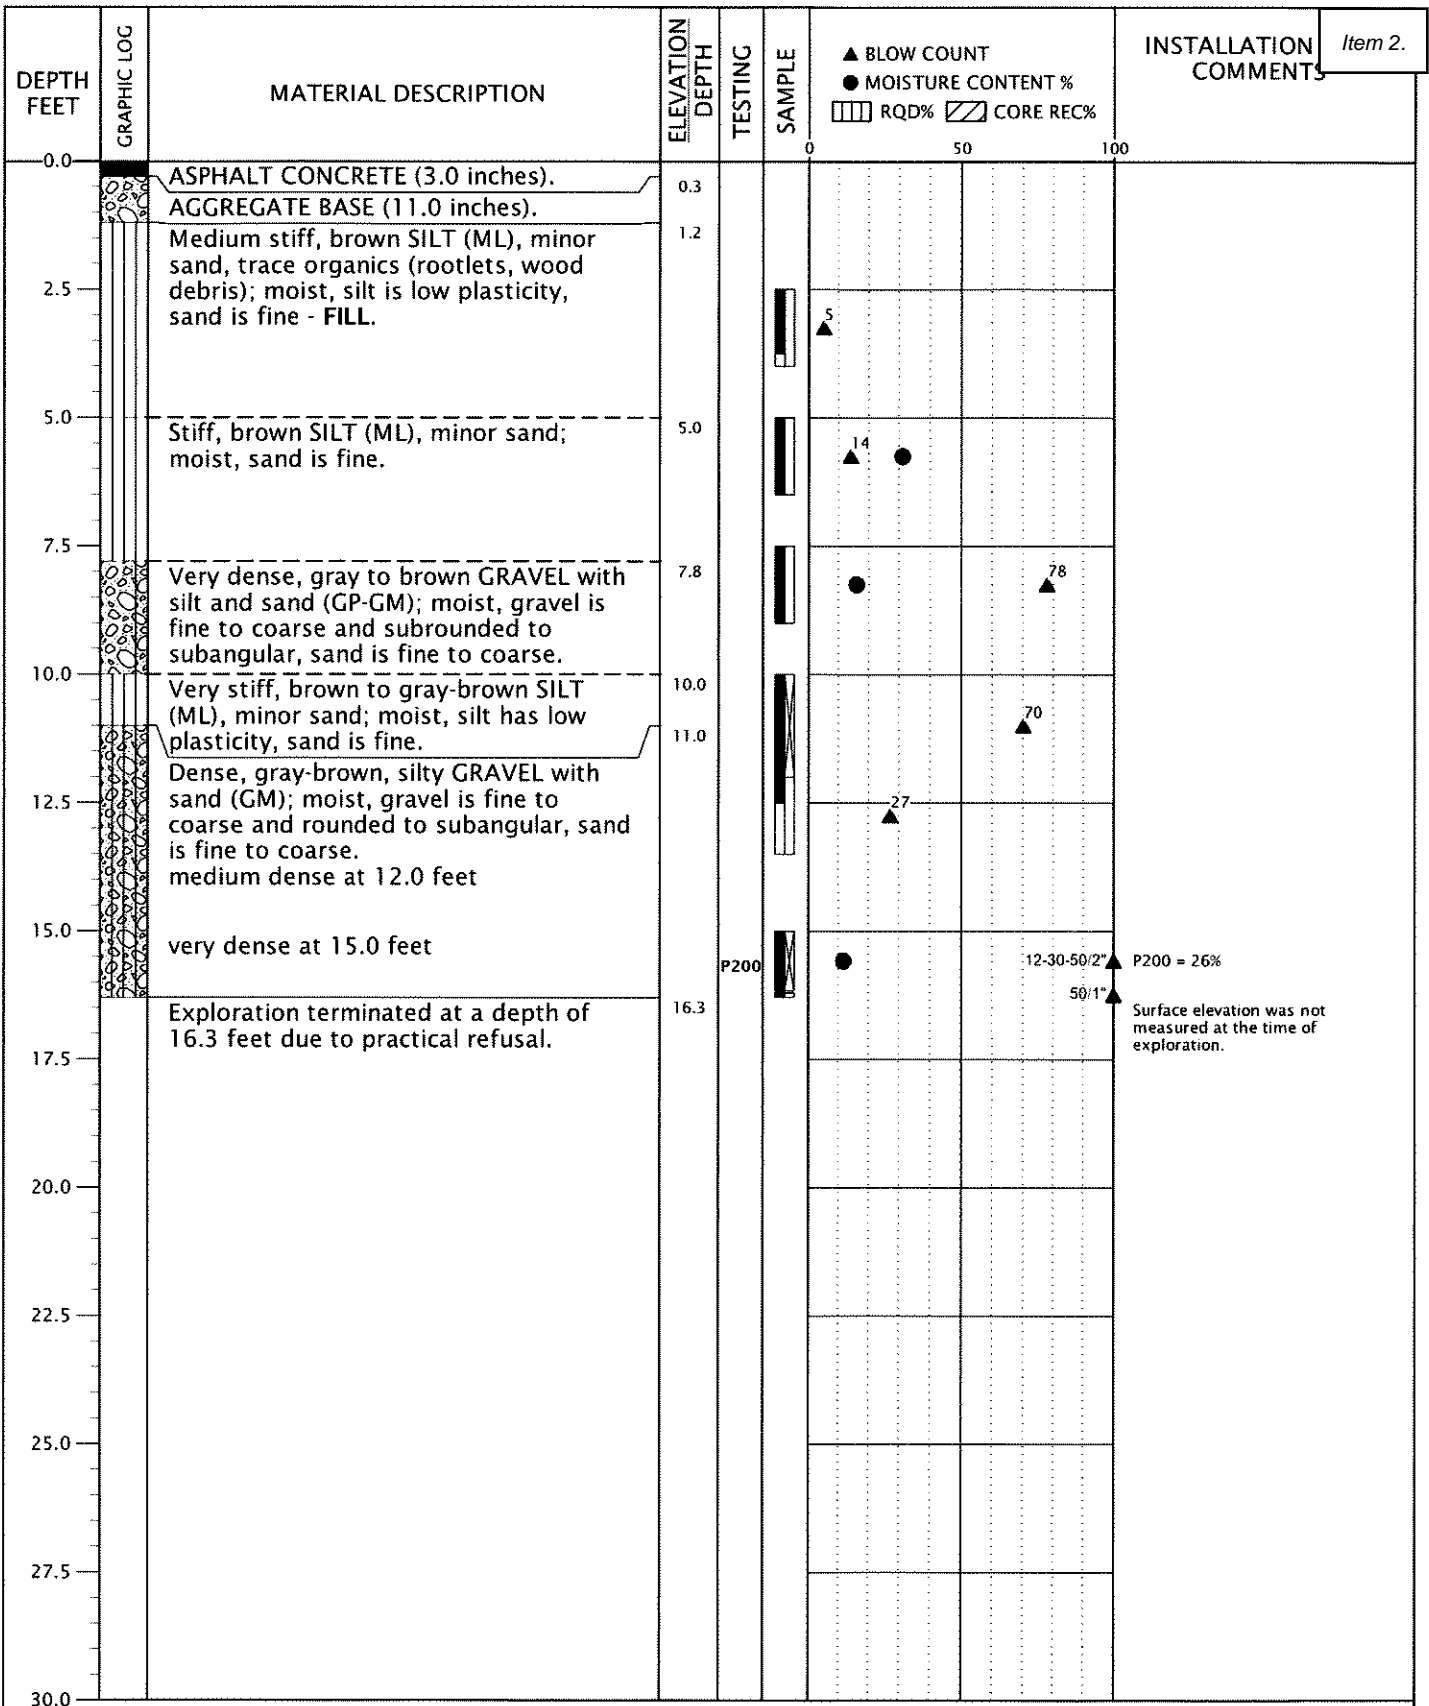 DEPTH
FEET
GRAPHIC LOG
MATERIAL DESCRIPTION
ELEVATION
DEPTH
TESTING
SAMPLE
▲ BLOW COUNT
● MOISTURE CONTENT %
RQD% CORE REC%
0 50 100
INSTALLATION
COMMENTS
Item 2.
0.0
ASPHALT CONCRETE (3.0 inches).
0.3
AGGREGATE BASE (11.0 inches).
Medium stiff, brown SILT (ML), minor
1.2
sand, trace organics (rootlets, wood
debris); moist, silt is low plasticity,
2.5
sand is fine - FILL.
5
5.0
Stiff, brown SILT (ML), minor sand;
5.0
moist, sand is fine.
14
7.5
Very dense, gray to brown GRAVEL with
7.8
78
silt and sand (GP-GM); moist, gravel is
fine to coarse and subrounded to
subangular, sand is fine to coarse.
10.0
Very stiff, brown to gray-brown SILT
10.0
(ML), minor sand; moist, silt has low
70
plasticity, sand is fine.
11.0
Dense, gray-brown, silty GRAVEL with
sand (GM); moist, gravel is fine to
12.5
27
coarse and rounded to subangular, sand
is fine to coarse.
medium dense at 12.0 feet
15.0
very dense at 15.0 feet
P200
12-30-50/2"
P200 = 26%
50/1"
Exploration terminated at a depth of
16.3
16.3 feet due to practical refusal.
Surface elevation was not
measured at the time of
exploration.
17.5
20.0
22.5
25.0
27.5
30.0